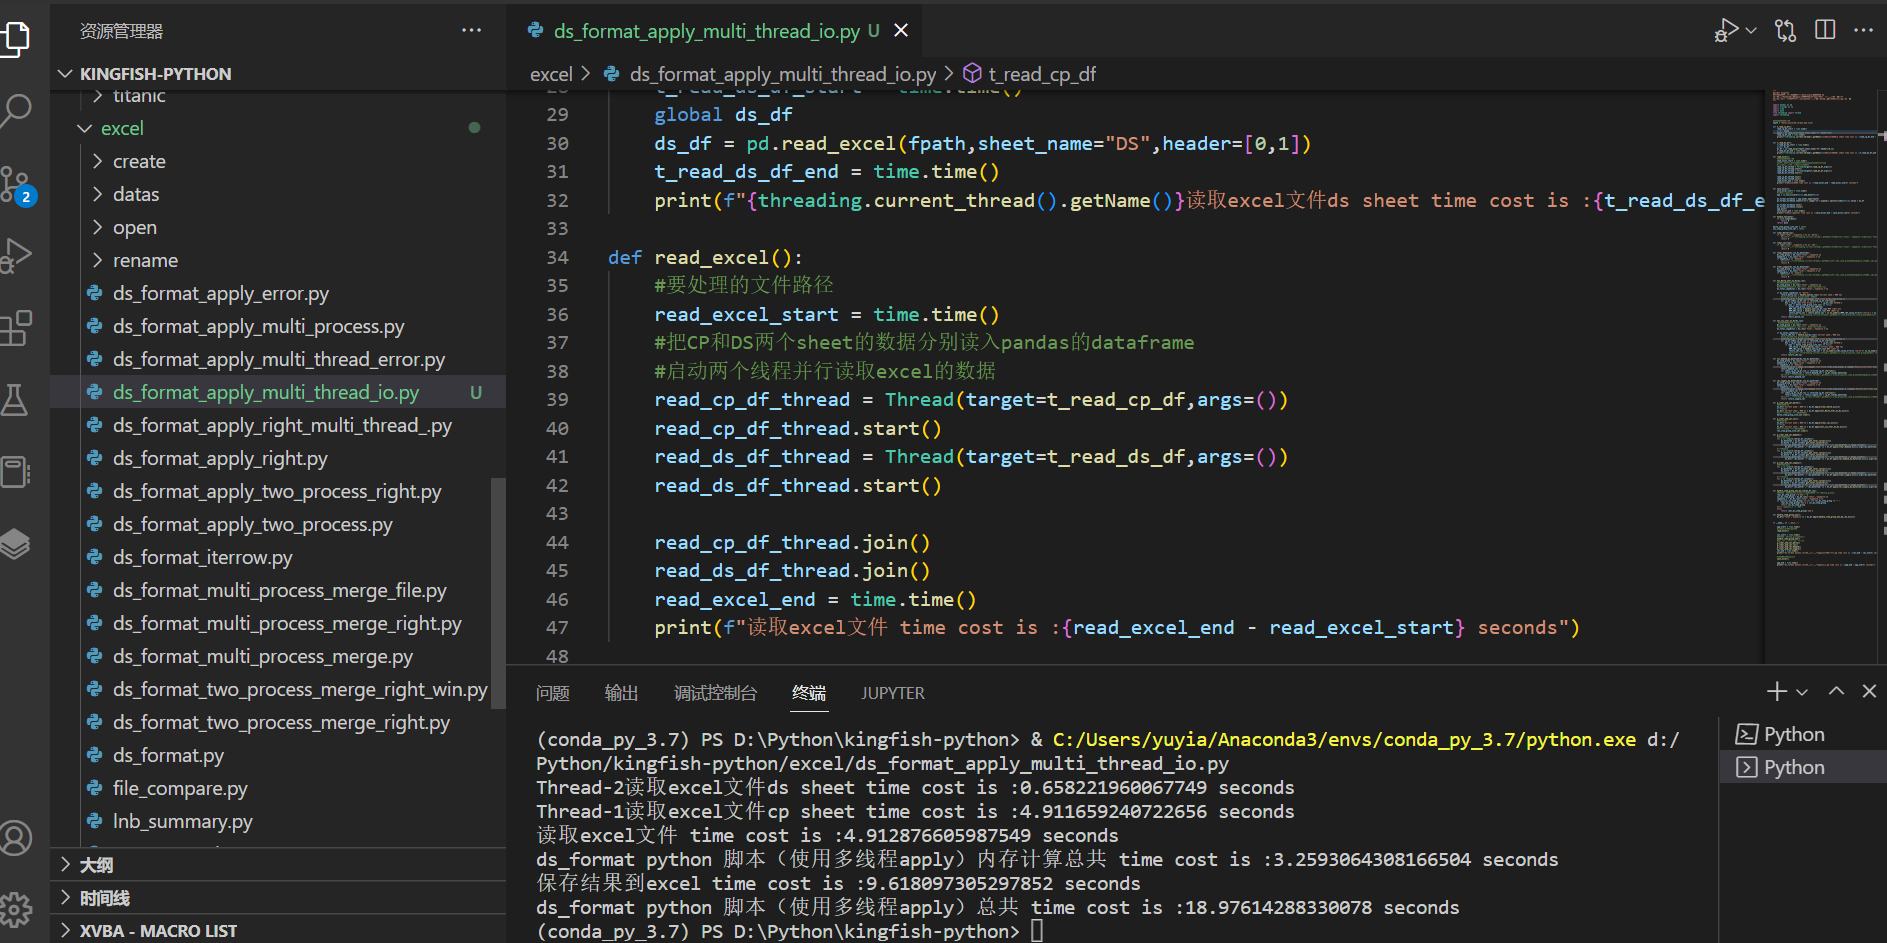 资源管理器
KINGFISH-PYTHON
titanic
excel
create
datas
open
rename
ds_format_apply_error.py
ds_format_apply_multi_process.py
ds_format_apply_multi_thread_error.py
ds_format_apply_multi_thread_io.py U
ds_format_apply_right_multi_thread_.py
ds_format_apply_right.py
ds_format_apply_two_process_right.py
ds_format_apply_two_process.py
ds_format_iterrow.py
ds_format_multi_process_merge_file.py
ds_format_multi_process_merge_right.py
ds_format_multi_process_merge.py
ds_format_two_process_merge_right_win.py
ds_format_two_process_merge_right.py
ds_format.py
file_compare.py
lnb_summary.py
大纲
时间线
XVBA - MACRO LIST
2
ds_format_apply_multi_thread_io.py U
excel > ds_format_apply_multi_thread_io.py > t_read_cp_df
28 t_read_ds_df_start = time.time()
29 global ds_df
30 ds_df = pd.read_excel(fpath,sheet_name="DS",header=[0,1])
31 t_read_ds_df_end = time.time()
32 print(f"{threading.current_thread().getName()}读取excel文件ds sheet time cost is :{t_read_ds_df_e
33
34 def read_excel():
35 #要处理的文件路径
36 read_excel_start = time.time()
37 #把CP和DS两个sheet的数据分别读入pandas的dataframe
38 #启动两个线程并行读取excel的数据
39 read_cp_df_thread = Thread(target=t_read_cp_df,args=())
40 read_cp_df_thread.start()
41 read_ds_df_thread = Thread(target=t_read_ds_df,args=())
42 read_ds_df_thread.start()
43
44 read_cp_df_thread.join()
45 read_ds_df_thread.join()
46 read_excel_end = time.time()
47 print(f"读取excel文件 time cost is :{read_excel_end - read_excel_start} seconds")
48
问题 输出 调试控制台 终端 JUPYTER
(conda_py_3.7) PS D:\Python\kingfish-python> & C:/Users/yuyia/Anaconda3/envs/conda_py_3.7/python.exe d:/
Python/kingfish-python/excel/ds_format_apply_multi_thread_io.py
Thread-2读取excel文件ds sheet time cost is :0.658221960067749 seconds
Thread-1读取excel文件cp sheet time cost is :4.911659240722656 seconds
读取excel文件 time cost is :4.912876605987549 seconds
ds_format python 脚本（使用多线程apply）内存计算总共 time cost is :3.2593064308166504 seconds
保存结果到excel time cost is :9.618097305297852 seconds
ds_format python 脚本（使用多线程apply）总共 time cost is :18.97614288330078 seconds
(conda_py_3.7) PS D:\Python\kingfish-python>
Python
Python